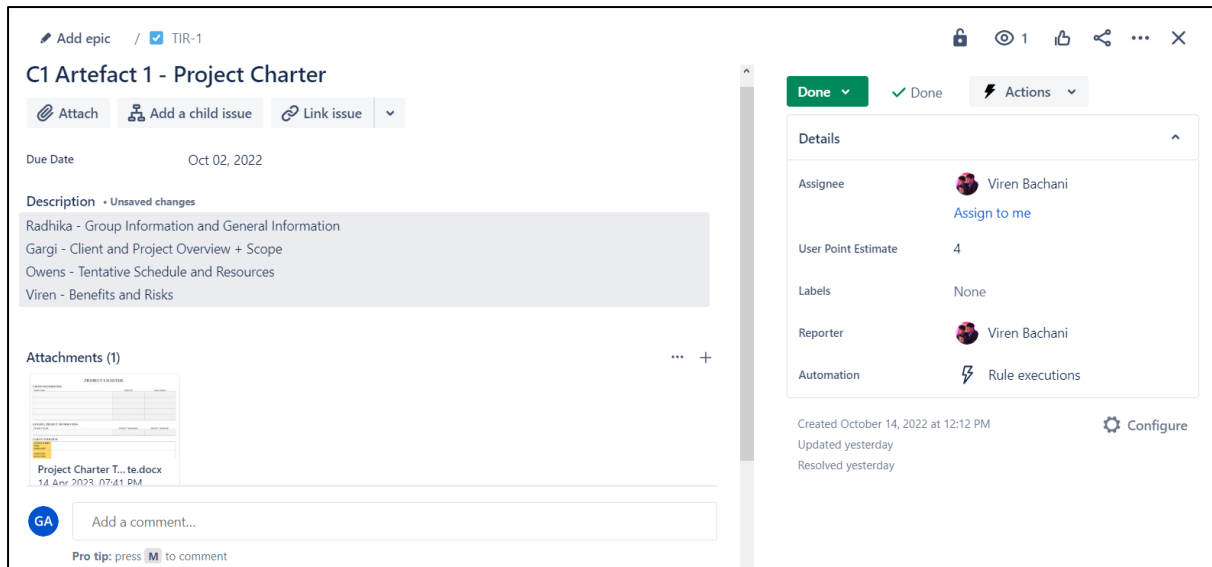 Add epic / TIR-1
1
C1 Artefact 1 - Project Charter
Attach
Add a child issue
Link issue
Due Date Oct 02, 2022
Description • Unsaved changes
Radhika - Group Information and General Information
Gargi - Client and Project Overview + Scope
Owens - Tentative Schedule and Resources
Viren - Benefits and Risks
Attachments (1)
PROJECT CHARTER
Project Charter T... te.docx
14 Apr 2023, 07:41 PM
GA
Add a comment...
Pro tip: press M to comment
Done
Done
Actions
Details
Assignee Viren Bachani
Assign to me
User Point Estimate 4
Labels None
Reporter Viren Bachani
Automation Rule executions
Created October 14, 2022 at 12:12 PM
Configure
Updated yesterday
Resolved yesterday